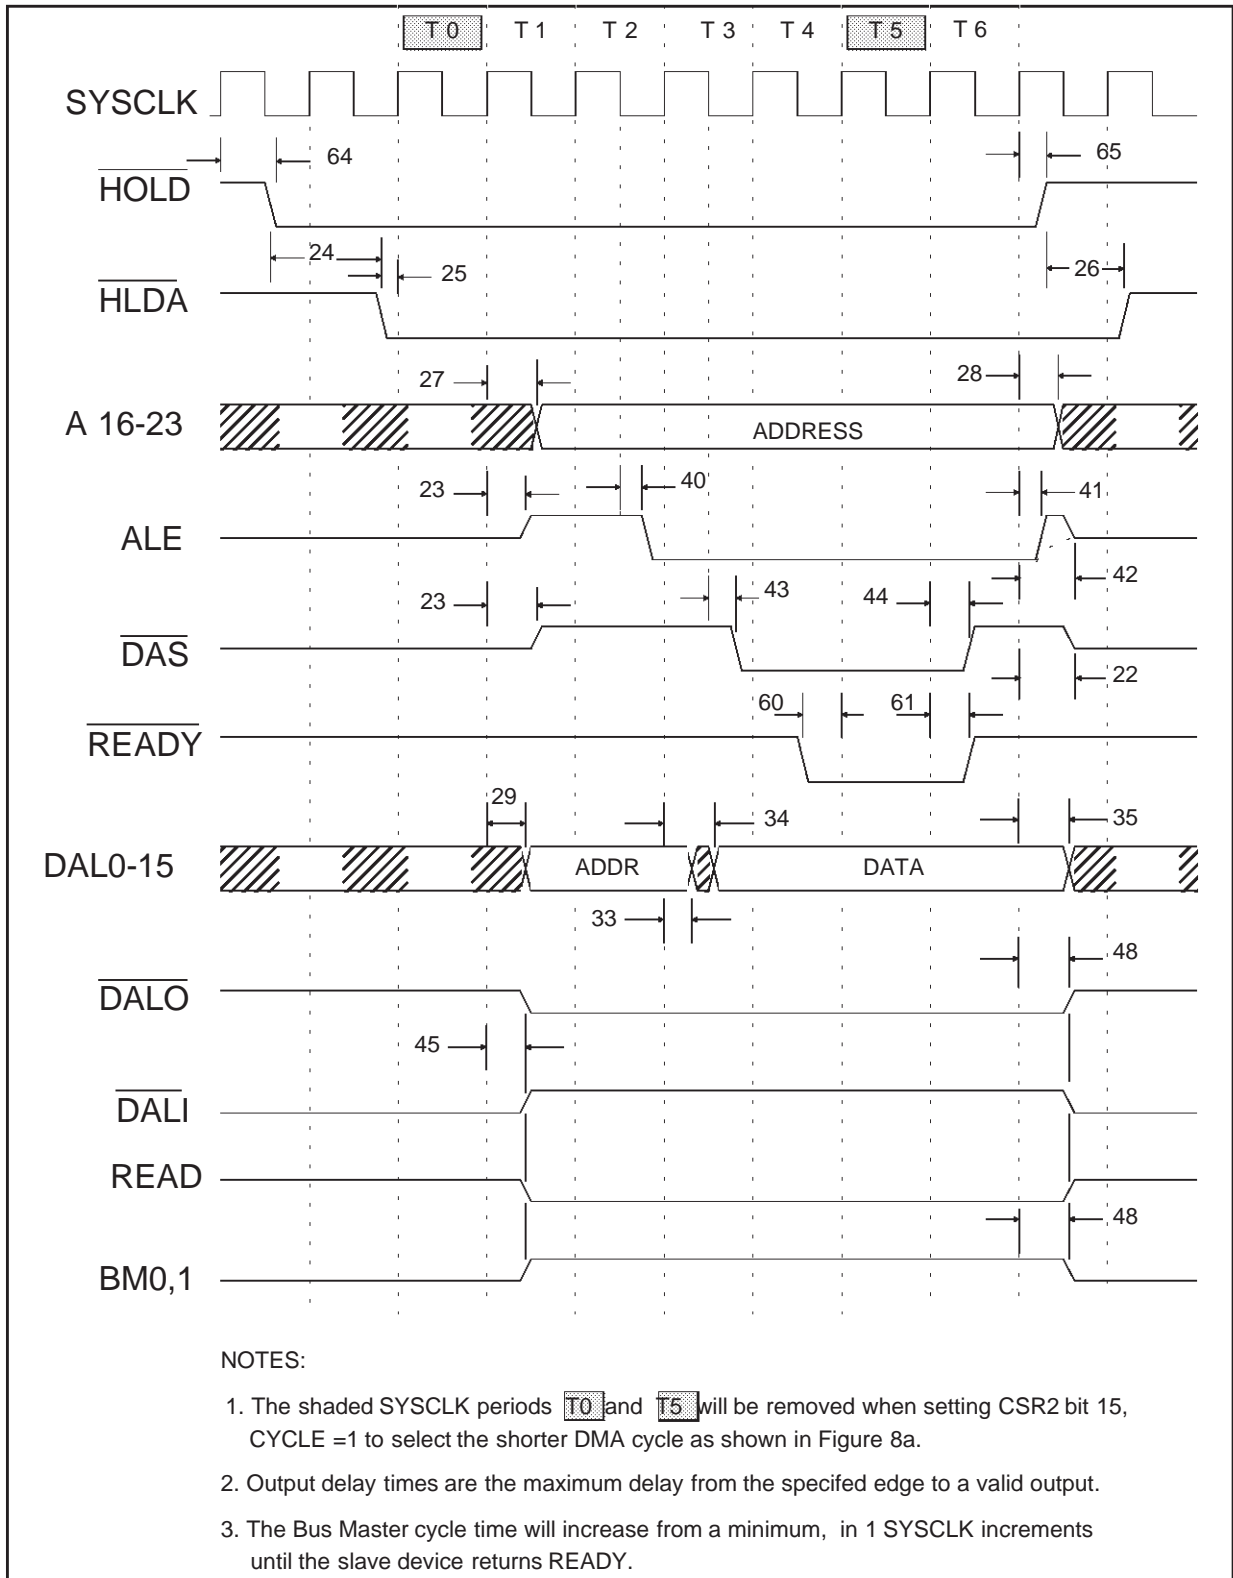 T 0 T 1 T 2 T 3 T 4 T 5 T 6
SYSCLK
64 65
HOLD
24 25 26
HLDA
27 28
A 16-23 ADDRESS
23 40 41
ALE
42
23 43 44
DAS
22
60 61
READY
29 34 35
DAL0-15 ADDR DATA
33
48
DALO
45
DALI
READ
48
BM0,1
NOTES:
1. The shaded SYSCLK periods T0 and T5 will be removed when setting CSR2 bit 15,
CYCLE =1 to select the shorter DMA cycle as shown in Figure 8a.
2. Output delay times are the maximum delay from the specifed edge to a valid output.
3. The Bus Master cycle time will increase from a minimum, in 1 SYSCLK increments
until the slave device returns READY.